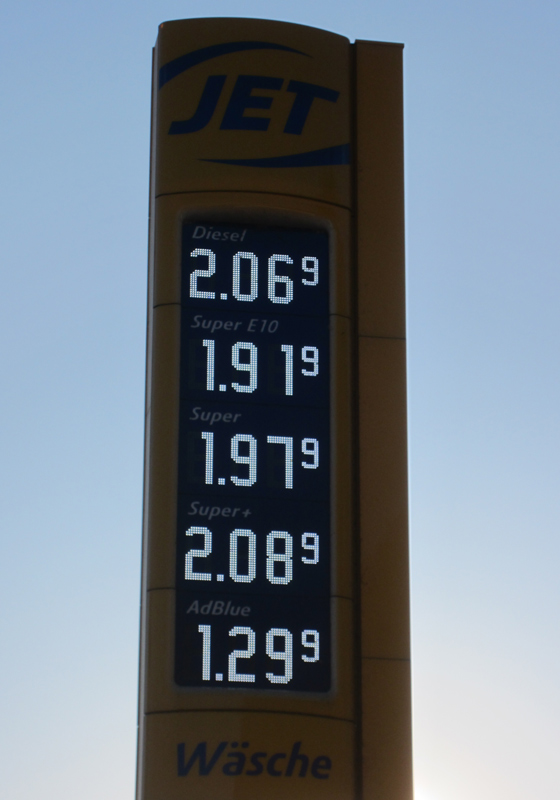 JET
Diesel
2.069
Super E10
1.919
Super
1.979
Super+
2.089
AdBlue
1.299
Wäsche